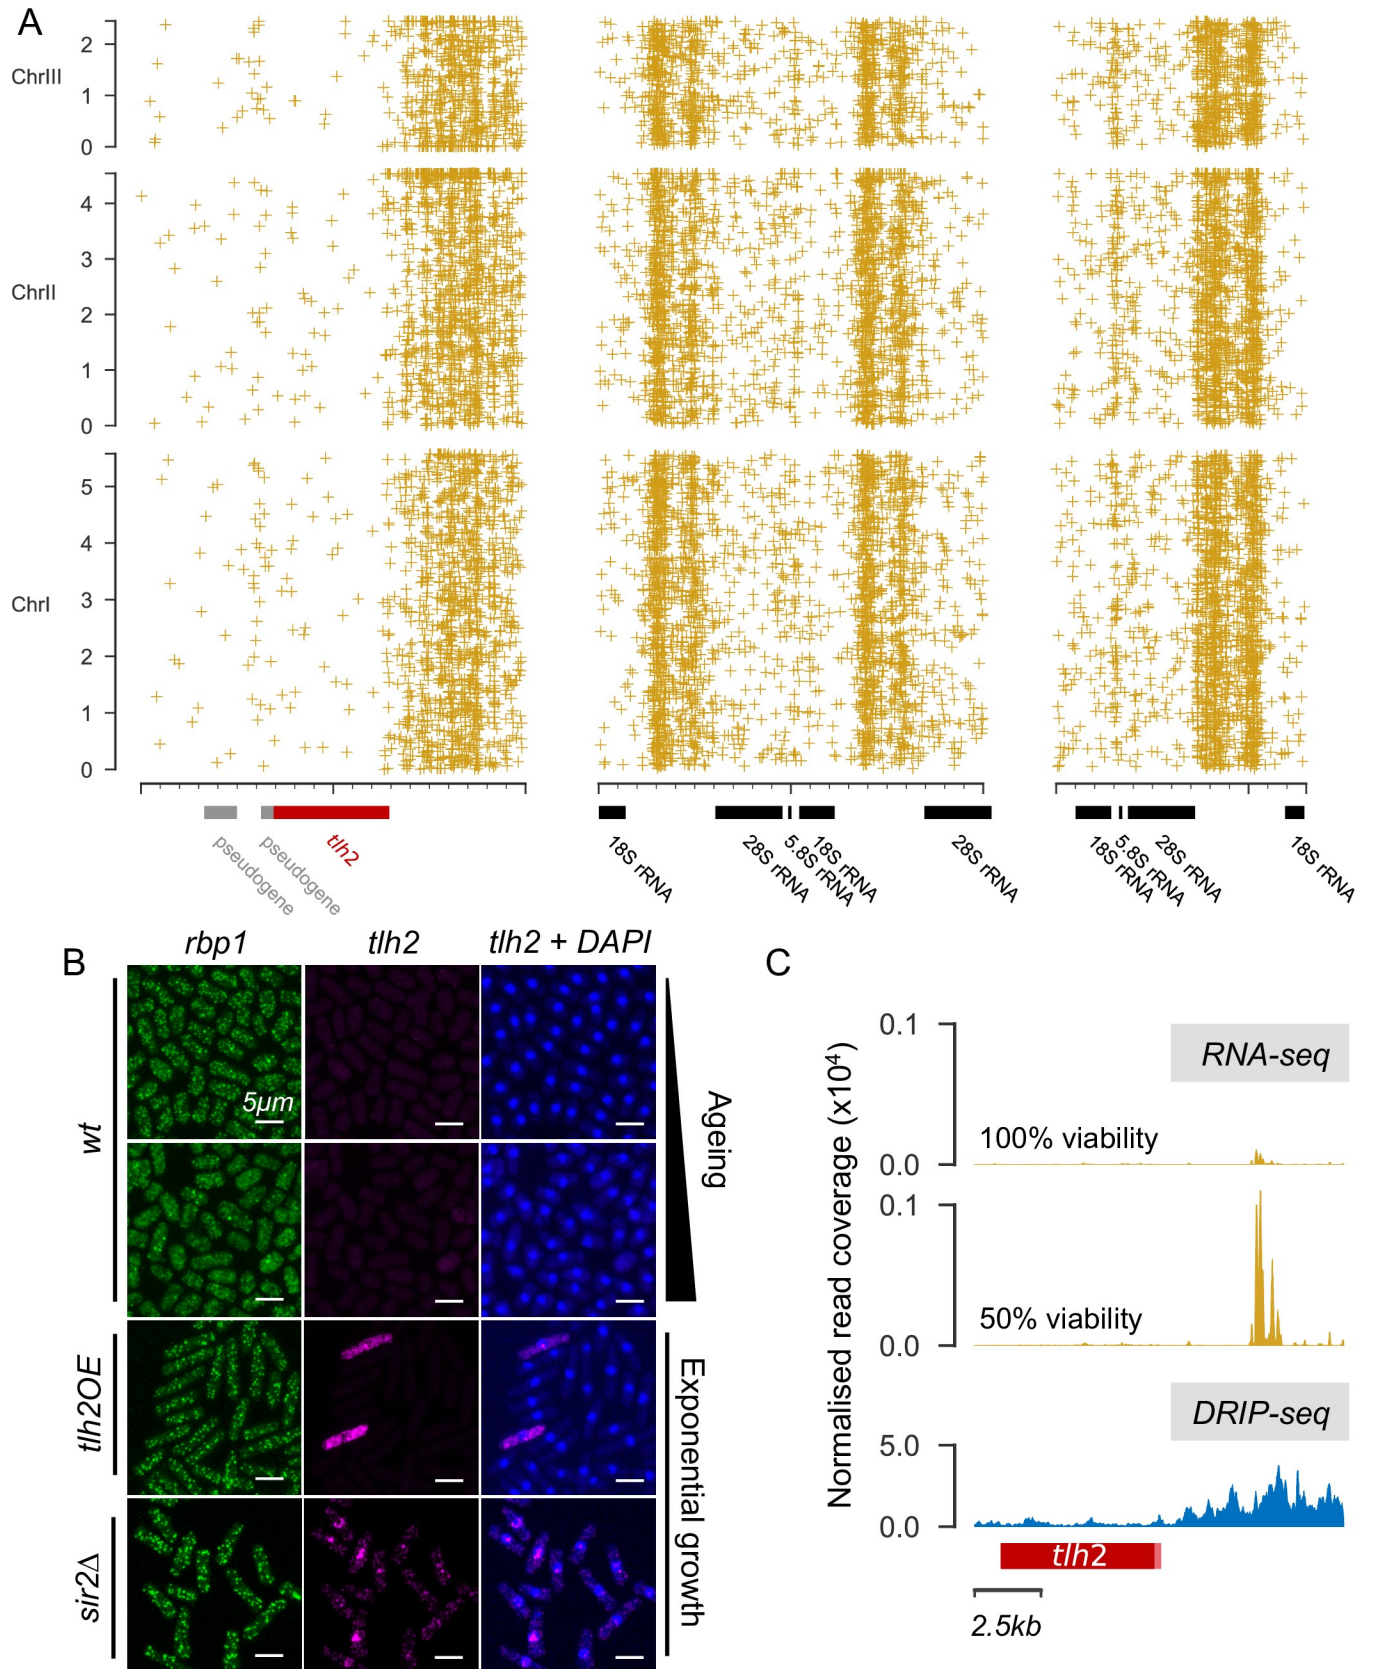 A
ChrIII
2
1
0
ChrII
4
3
2
1
0
ChrI
5
4
3
2
1
0
pseudogene
pseudogene
tlh2
18S rRNA
28S rRNA
5.8S rRNA
18S rRNA
28S rRNA
18S rRNA
5.8S rRNA
28S rRNA
18S rRNA
B
rbp1
tlh2
tlh2 + DAPI
wt
5µm
Ageing
tlh2OE
sir2Δ
Exponential growth
C
Normalised read coverage (x10⁴)
0.1
RNA-seq
100% viability
0.0
0.1
50% viability
0.0
DRIP-seq
5.0
0.0
tlh2
2.5kb